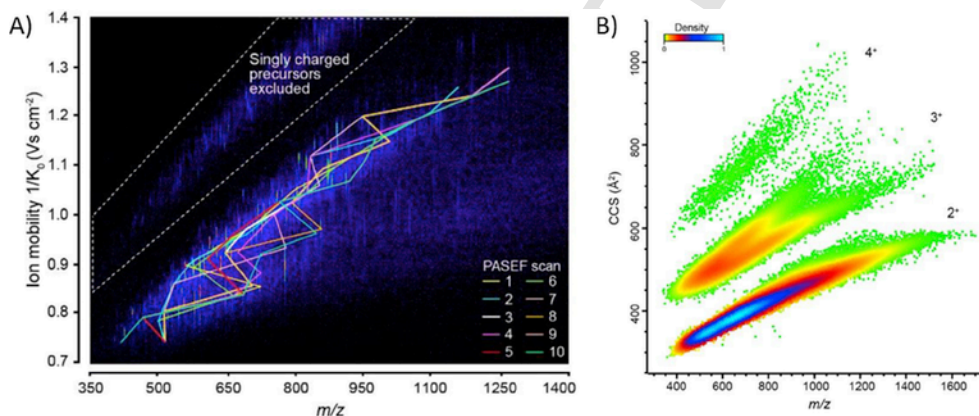 A)
Ion mobility 1/K₀ (Vs cm⁻²)
1.4
1.3
1.2
1.1
1.0
0.9
0.8
0.7
Singly charged
precursors
excluded
PASEF scan
1 6
2 7
3 8
4 9
5 10
350 500 650 800 950 1100 1250 1400
m/z
B)
Density
0 1
CCS (Å²)
1000
800
600
400
4⁺
3⁺
2⁺
400 600 800 1000 1200 1400 1600
m/z